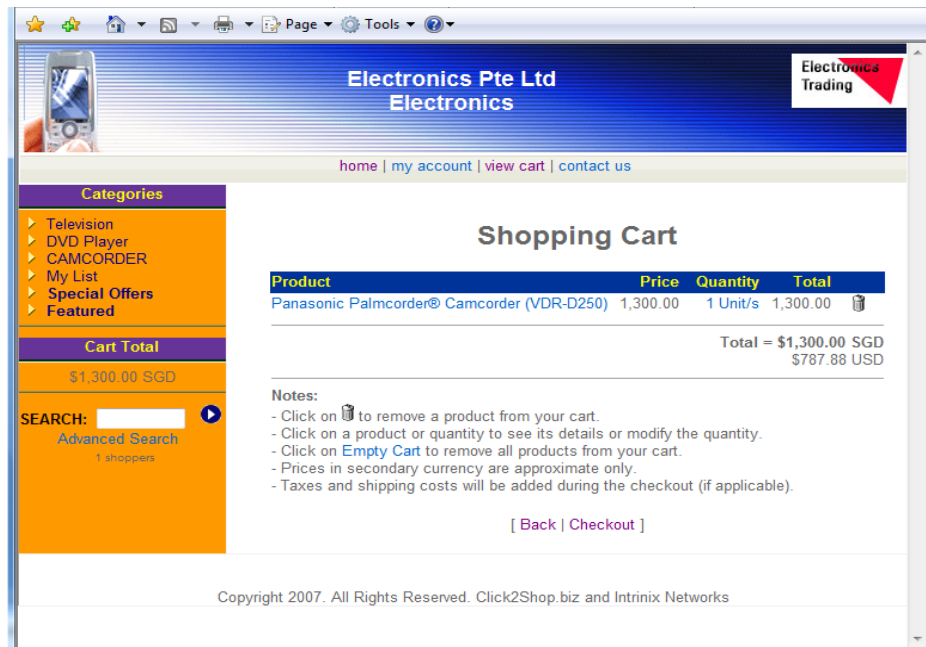 Page Tools
Electronics Pte Ltd
Electronics
Electronics
Trading
home | my account | view cart | contact us
Categories
Television
DVD Player
CAMCORDER
My List
Special Offers
Featured
Cart Total
$1,300.00 SGD
SEARCH:
Advanced Search
1 shoppers
Shopping Cart
Product Price Quantity Total
Panasonic Palmcorder® Camcorder (VDR-D250) 1,300.00 1 Unit/s 1,300.00
Total = $1,300.00 SGD
$787.88 USD
Notes:
- Click on to remove a product from your cart.
- Click on a product or quantity to see its details or modify the quantity.
- Click on Empty Cart to remove all products from your cart.
- Prices in secondary currency are approximate only.
- Taxes and shipping costs will be added during the checkout (if applicable).
[ Back | Checkout ]
Copyright 2007. All Rights Reserved. Click2Shop.biz and Intrinix Networks